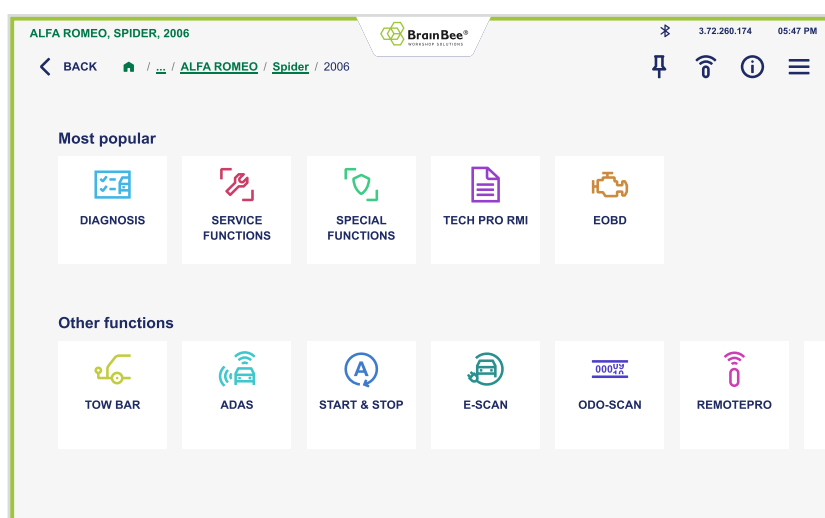 ALFA ROMEO, SPIDER, 2006
BrainBee®
WORKSHOP SOLUTIONS
3.72.260.174
05:47 PM
BACK / ... / ALFA ROMEO / Spider / 2006
Most popular
DIAGNOSIS
SERVICE
FUNCTIONS
SPECIAL
FUNCTIONS
TECH PRO RMI
EOBD
Other functions
A
TOW BAR
ADAS
START & STOP
E-SCAN
ODO-SCAN
REMOTEPRO